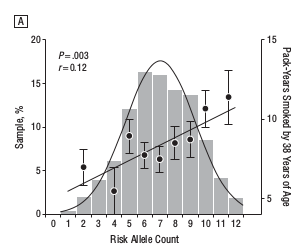 A
P=.003
r=0.12
Sample, %
20
15
10
5
0
15
10
5
Pack-Years Smoked by 38 Years of Age
0 1 2 3 4 5 6 7 8 9 10 11 12
Risk Allele Count